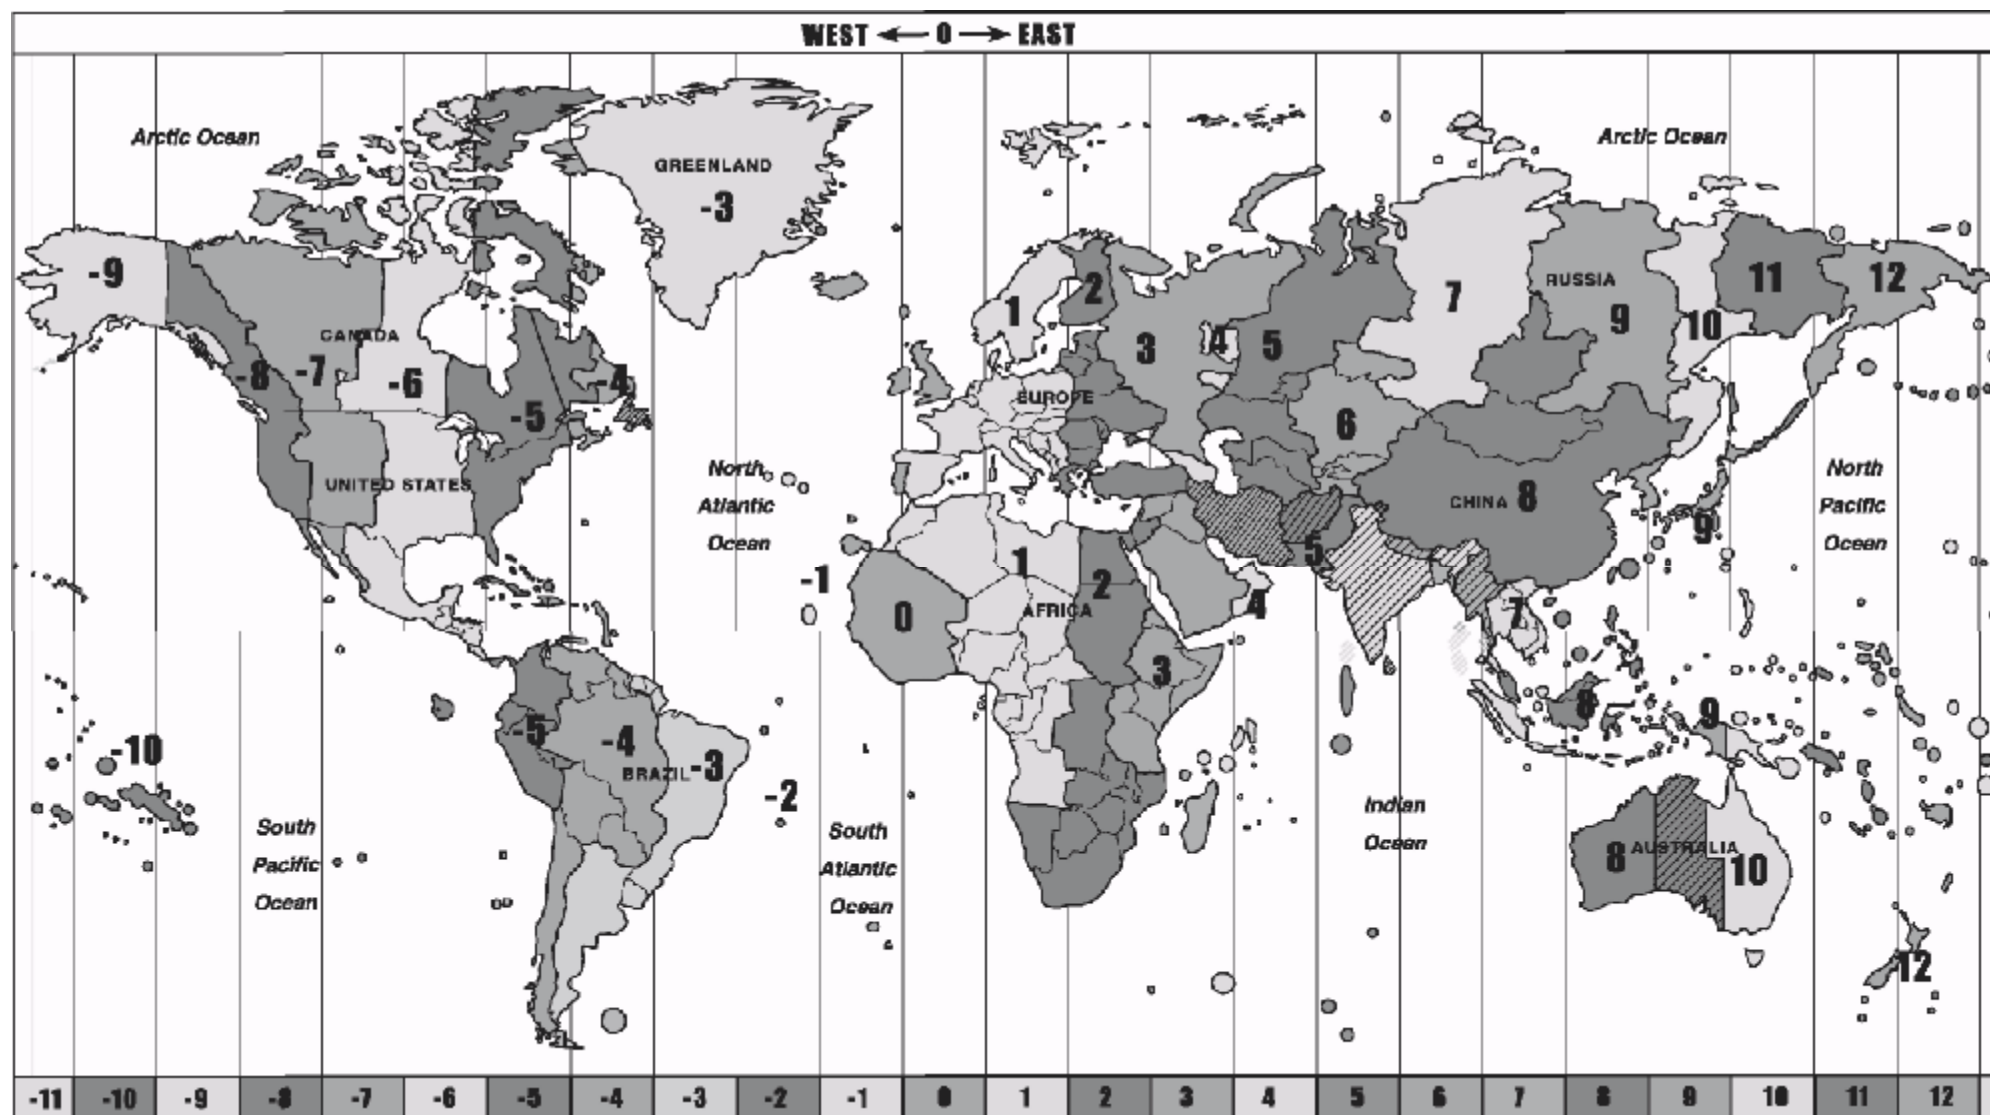 WEST ← 0 → EAST
Arctic Ocean
Arctic Ocean
GREENLAND
-3
-9
2
7
RUSSIA
11
12
1
CANADA
3
4
5
9
10
-8
-7
-6
-4
-5
EUROPE
6
UNITED STATES
North
Atlantic
Ocean
CHINA 8
North
Pacific
Ocean
9
5
-1
1
2
0
AFRICA
4
7
3
-5
-4
BRAZIL
-3
8
9
-10
-2
South
Pacific
Ocean
South
Atlantic
Ocean
Indian
Ocean
8
AUSTRALIA
10
12
-11 -10 -9 -8 -7 -6 -5 -4 -3 -2 -1 0 1 2 3 4 5 6 7 8 9 10 11 12